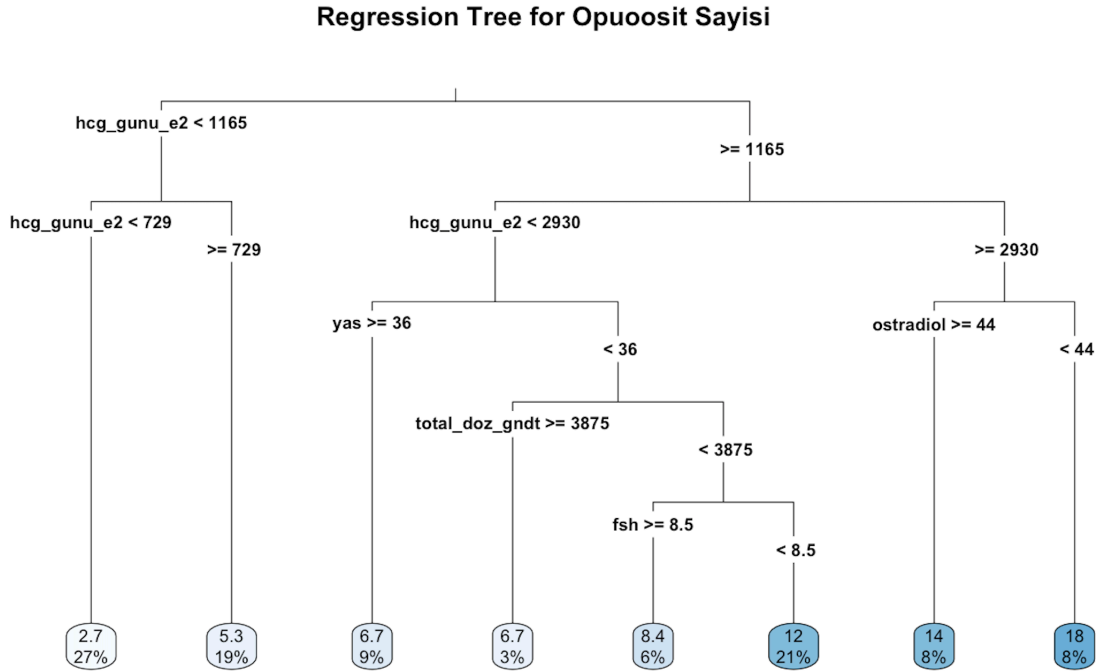 Regression Tree for Opuoosit Sayisi
hcg_gunu_e2 < 1165
>= 1165
hcg_gunu_e2 < 729
>= 729
hcg_gunu_e2 < 2930
>= 2930
yas >= 36
< 36
ostradiol >= 44
< 44
total_doz_gndt >= 3875
< 3875
fsh >= 8.5
< 8.5
2.7
27%
5.3
19%
6.7
9%
6.7
3%
8.4
6%
12
21%
14
8%
18
8%